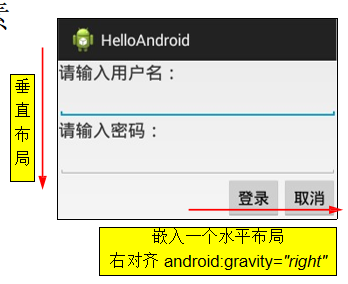 素
HelloAndroid
请输入用户名：
请输入密码：
登录 取消
垂直布局
嵌入一个水平布局
右对齐 android:gravity="right"